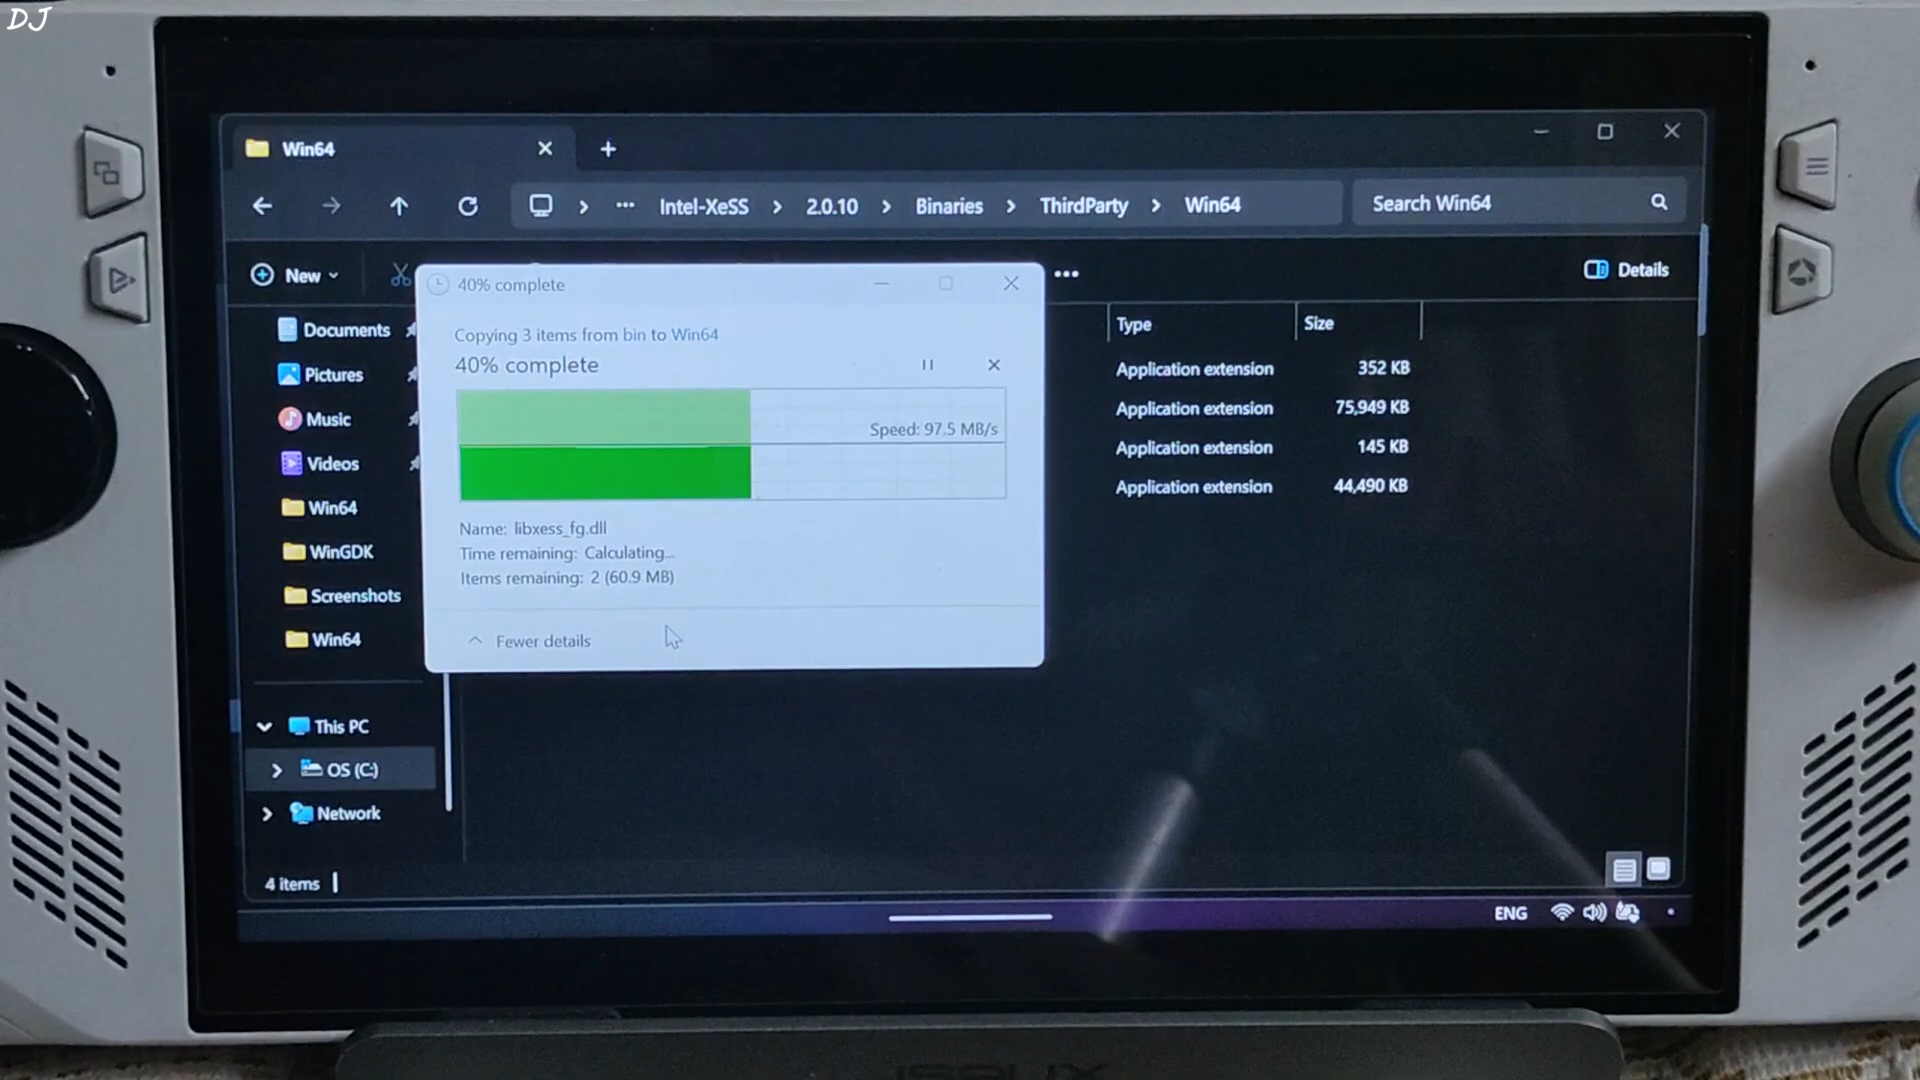 DJ
Win64
Intel-XeSS > 2.0.10 > Binaries > ThirdParty > Win64
Search Win64
New
Details
40% complete
Copying 3 items from bin to Win64
40% complete
Speed: 97.5 MB/s
Name: libxess_fg.dll
Time remaining: Calculating...
Items remaining: 2 (60.9 MB)
Fewer details
Type Size
Application extension 352 KB
Application extension 75,949 KB
Application extension 145 KB
Application extension 44,490 KB
Documents
Pictures
Music
Videos
Win64
WinGDK
Screenshots
Win64
This PC
OS (C:)
Network
4 items
ENG